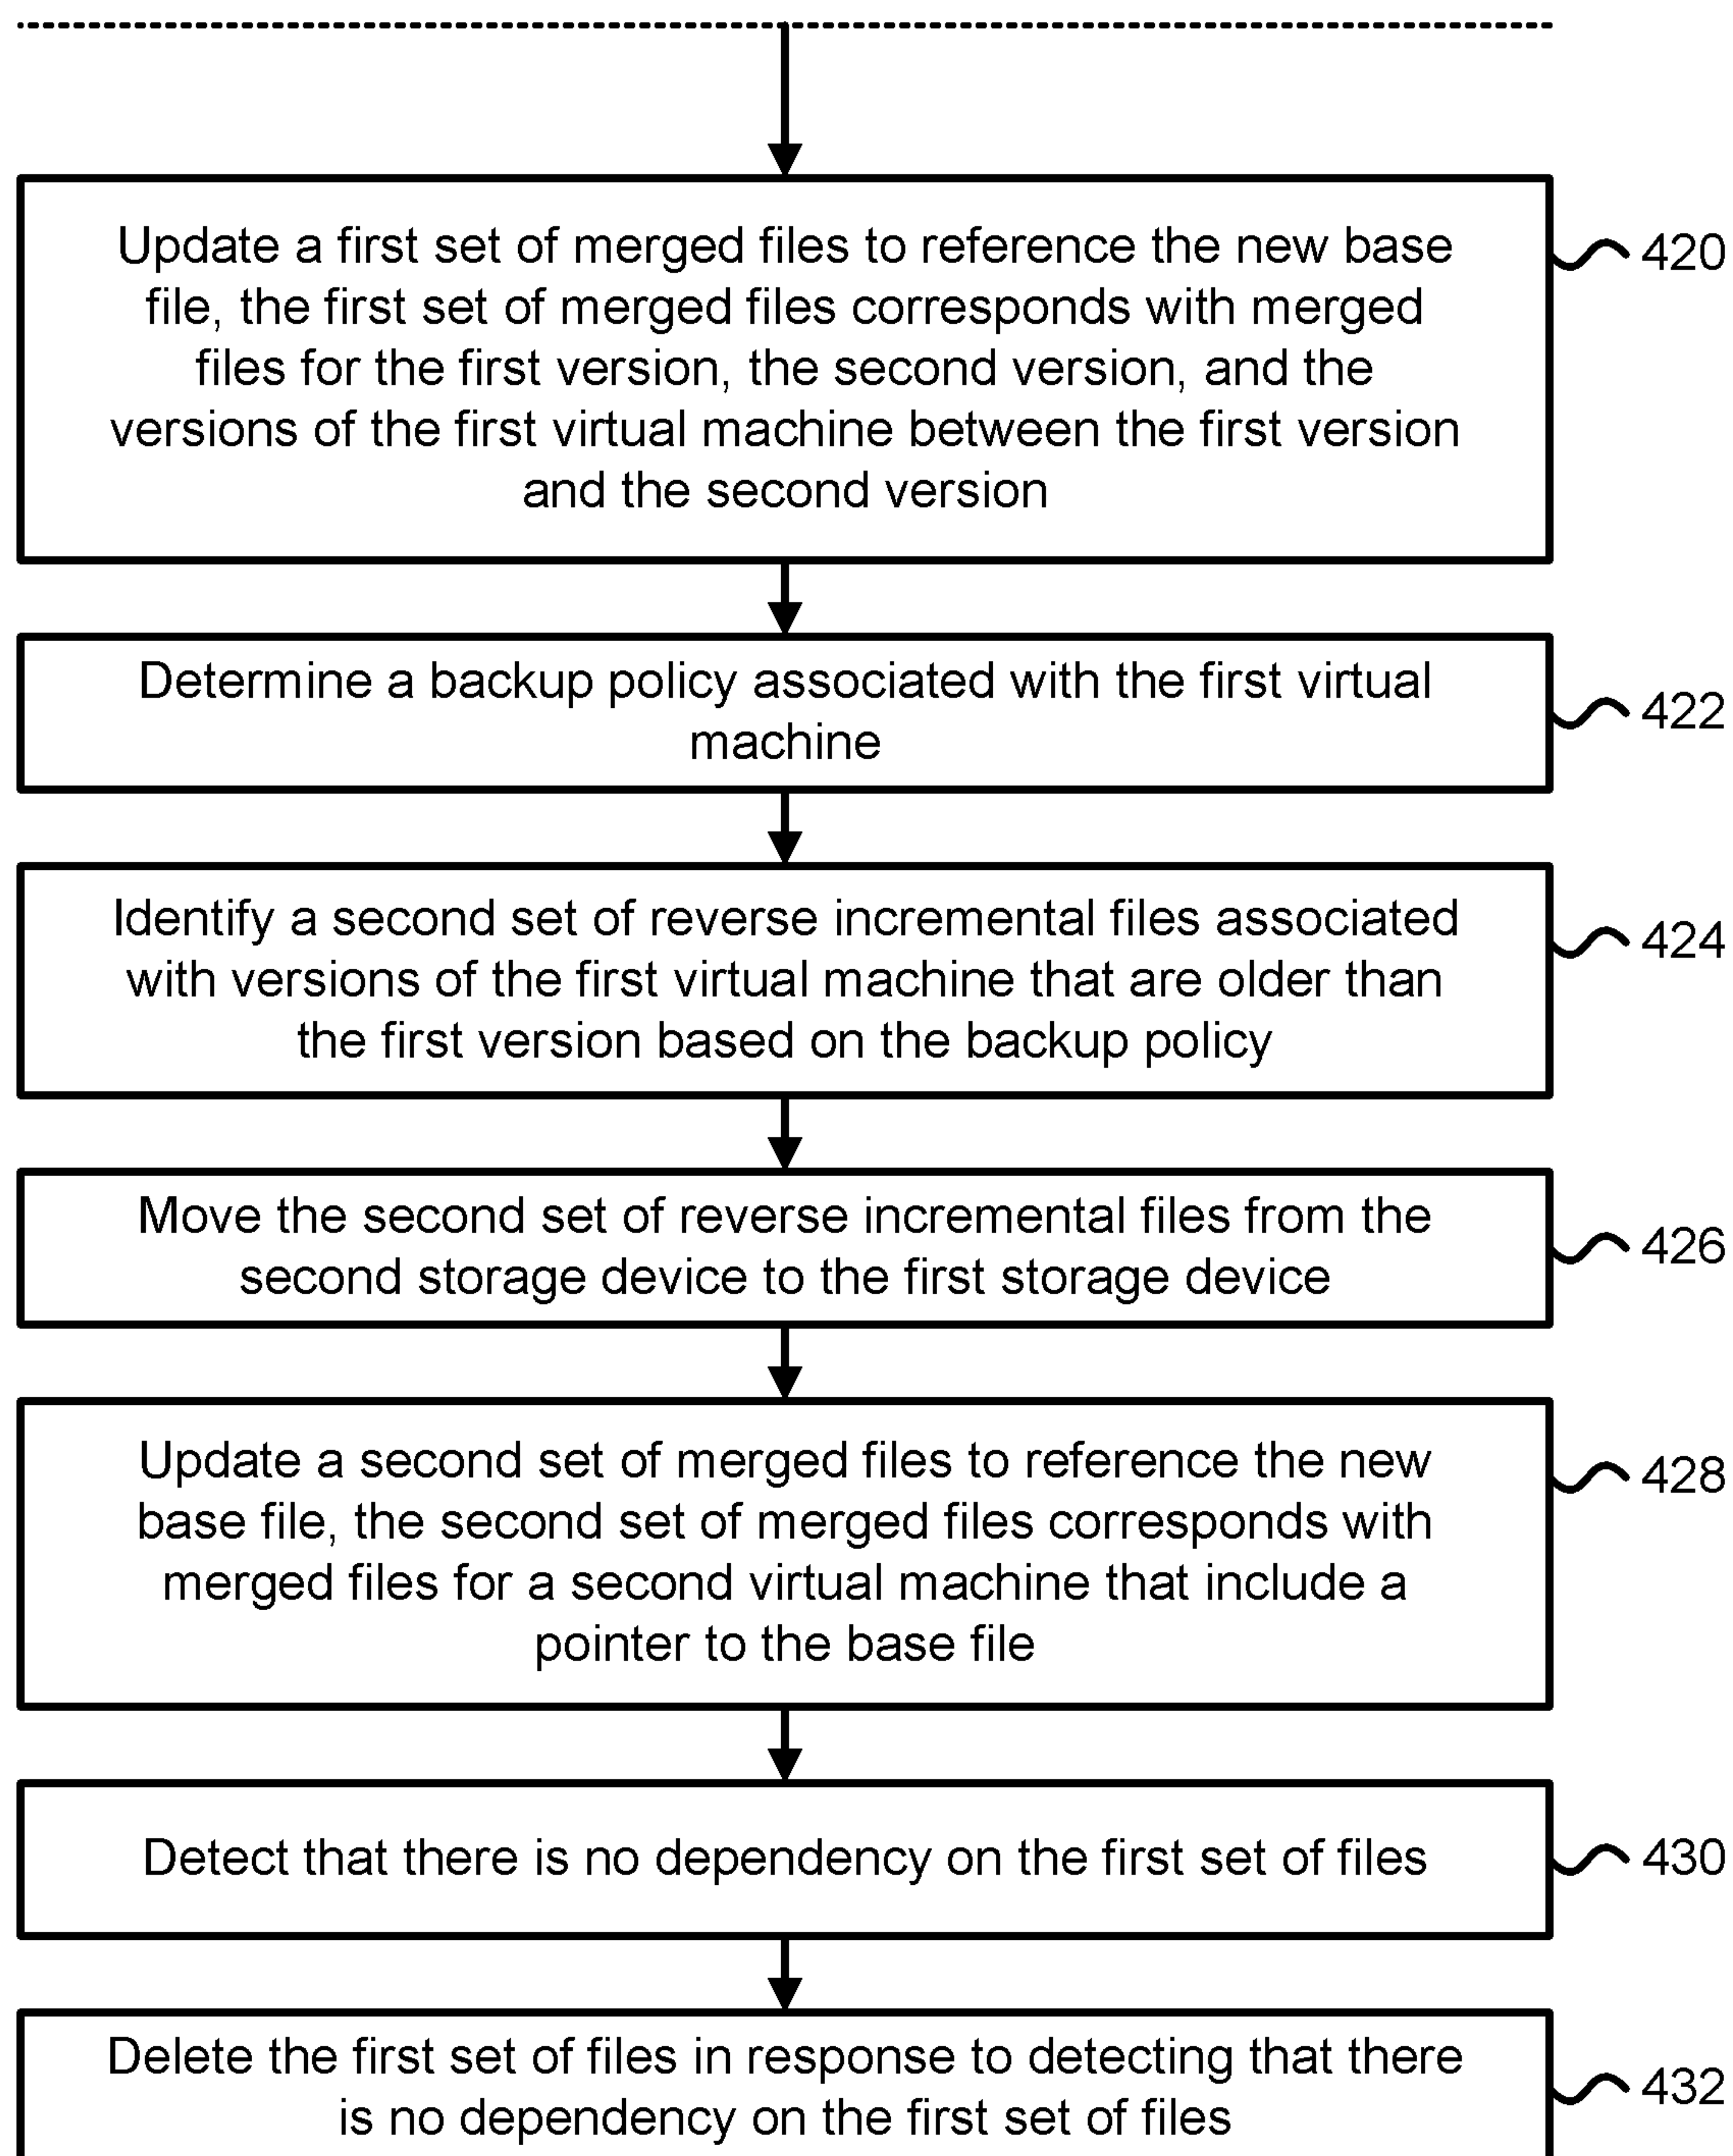 Update a first set of merged files to reference the new base
file, the first set of merged files corresponds with merged
files for the first version, the second version, and the
versions of the first virtual machine between the first version
and the second version
420
Determine a backup policy associated with the first virtual
machine
422
Identify a second set of reverse incremental files associated
with versions of the first virtual machine that are older than
the first version based on the backup policy
424
Move the second set of reverse incremental files from the
second storage device to the first storage device
426
Update a second set of merged files to reference the new
base file, the second set of merged files corresponds with
merged files for a second virtual machine that include a
pointer to the base file
428
Detect that there is no dependency on the first set of files
430
Delete the first set of files in response to detecting that there
is no dependency on the first set of files
432